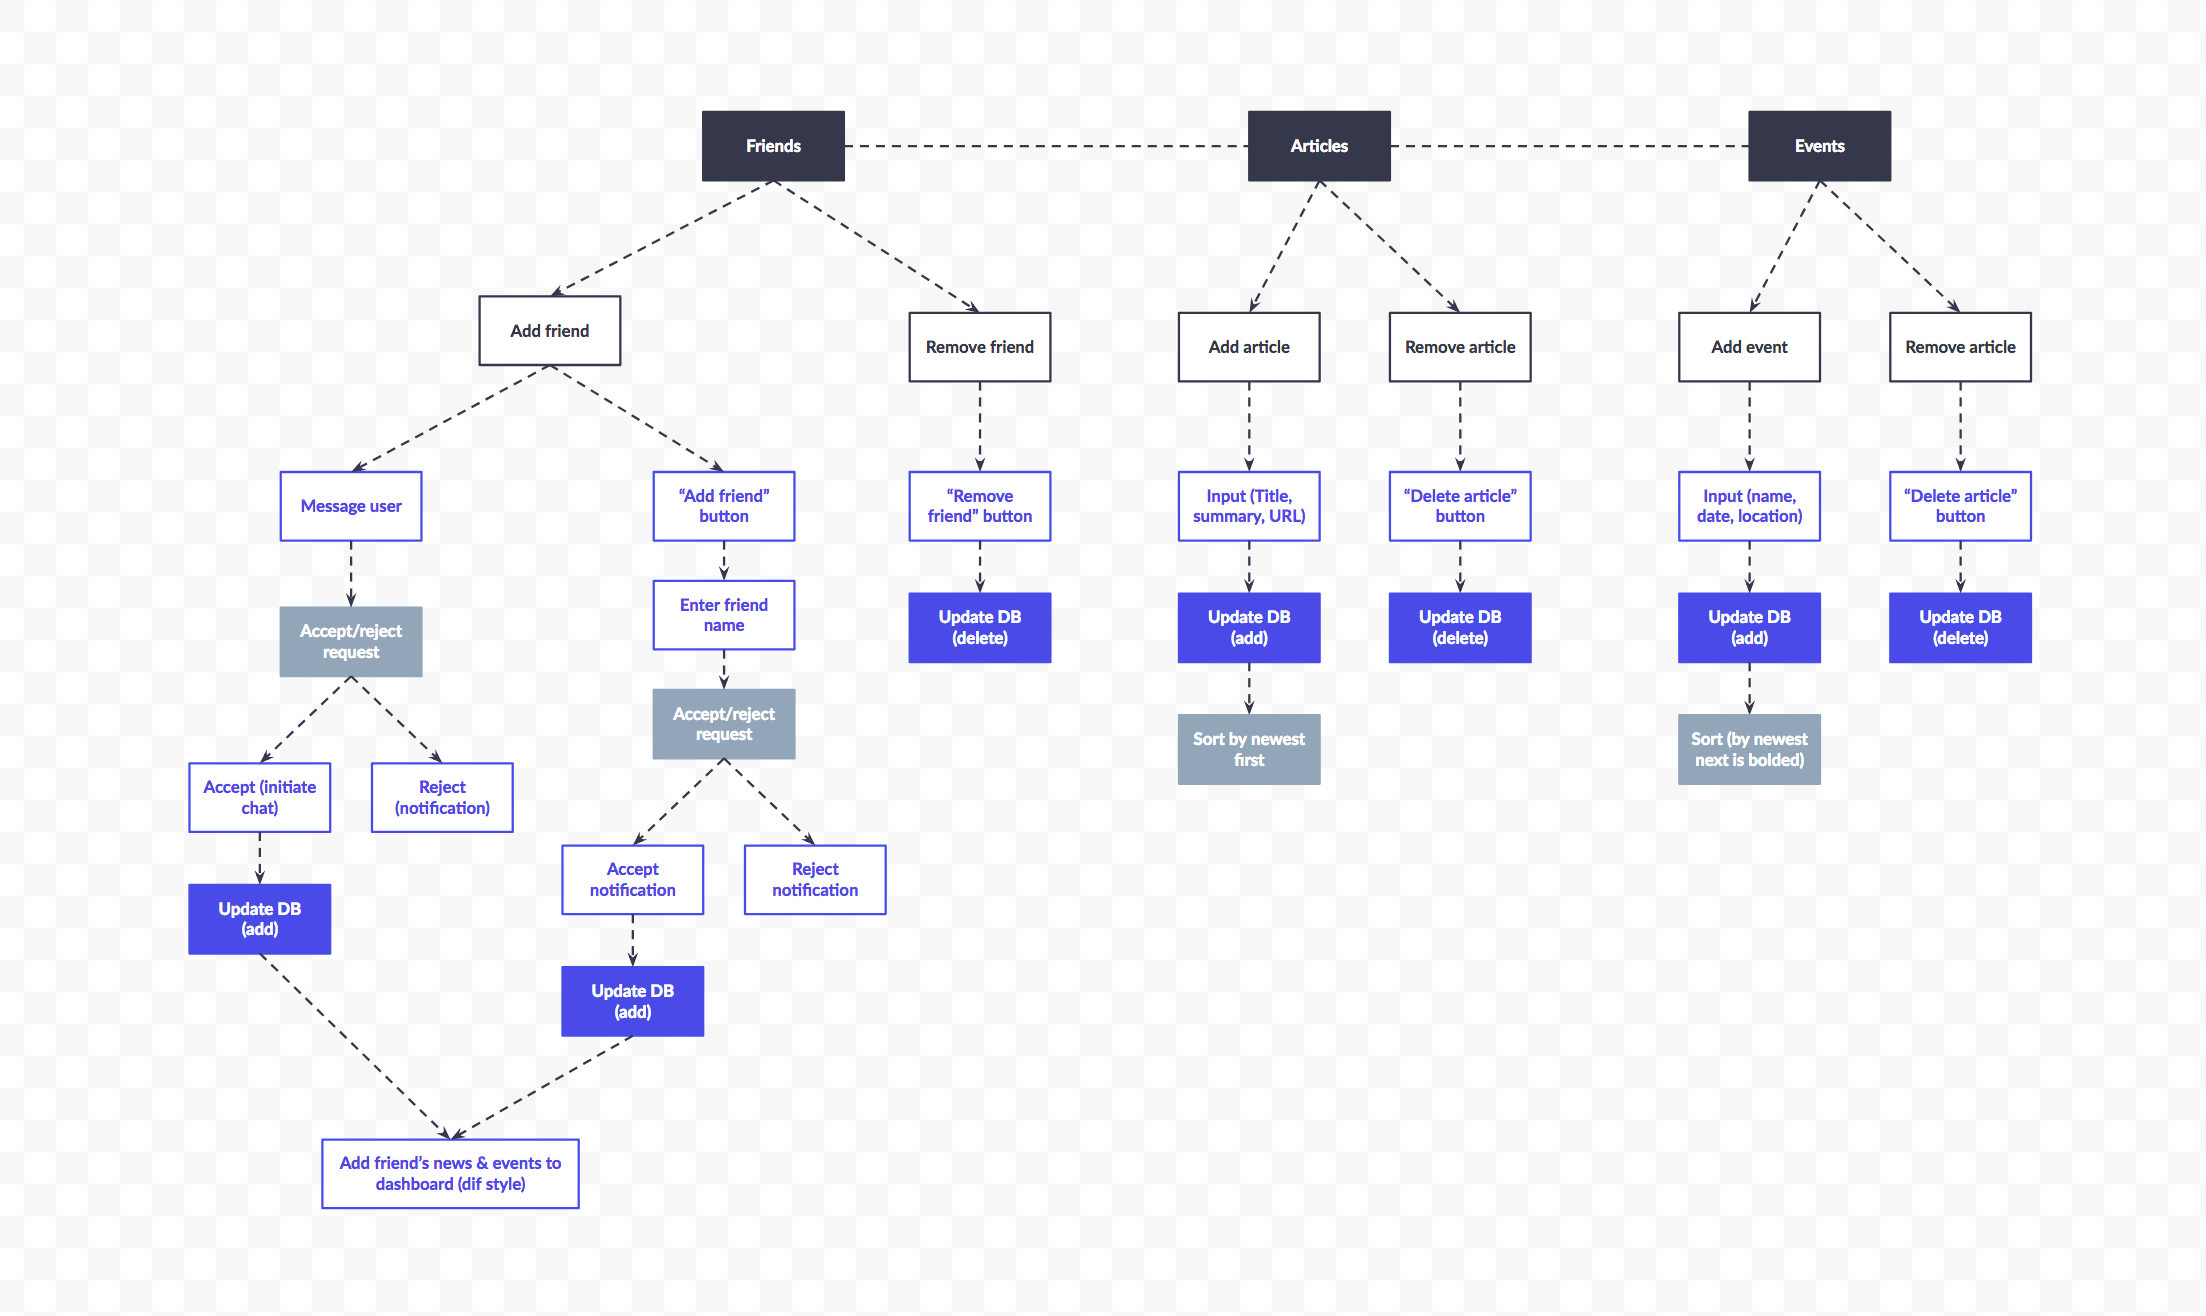 Friends
Articles
Events
Add friend
Remove friend
Add article
Remove article
Add event
Remove article
Message user
“Add friend”
button
“Remove
friend” button
Input (Title,
summary, URL)
“Delete article”
button
Input (name,
date, location)
“Delete article”
button
Enter friend
name
Accept/reject
request
Update DB
(delete)
Update DB
(add)
Update DB
(delete)
Update DB
(add)
Update DB
(delete)
Accept/reject
request
Sort by newest
first
Sort (by newest
next is bolded)
Accept (initiate
chat)
Reject
(notification)
Accept
notification
Reject
notification
Update DB
(add)
Update DB
(add)
Add friend’s news & events to
dashboard (dif style)